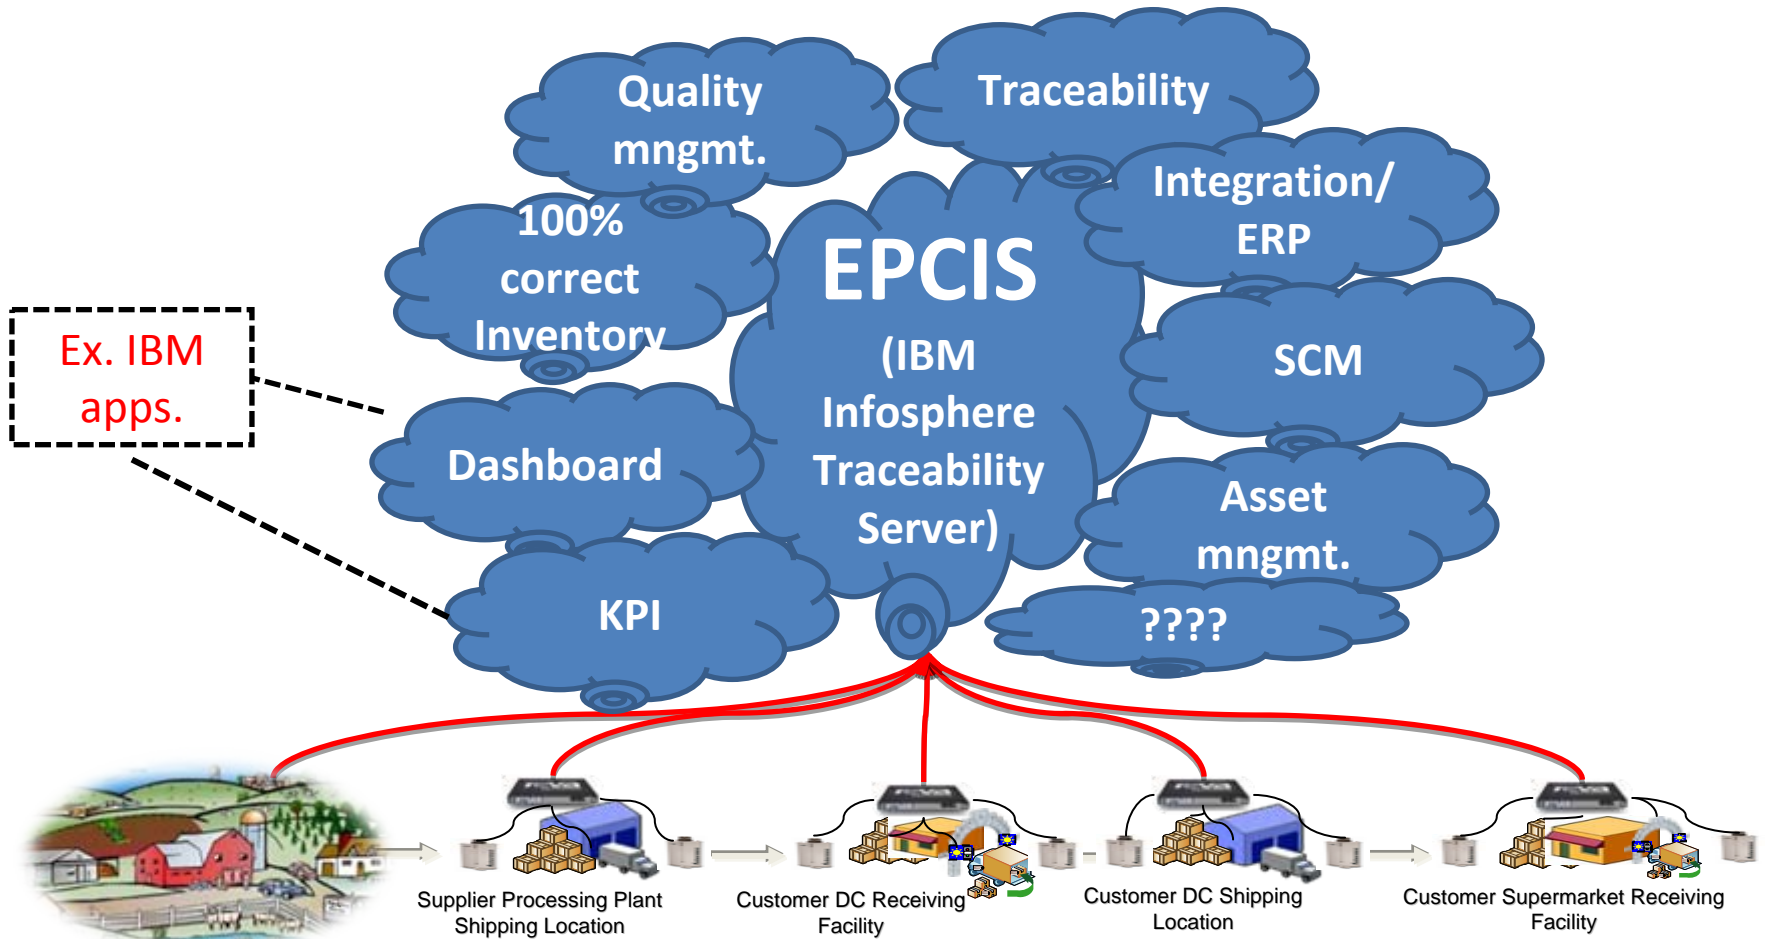 Quality
mngmt.
Traceability
Integration/
ERP
100%
correct
Inventory
EPCIS
(IBM
Infosphere
Traceability
Server)
SCM
Ex. IBM
apps.
Dashboard
Asset
mngmt.
KPI
????
Supplier Processing Plant
Shipping Location
Customer DC Receiving
Facility
Customer DC Shipping
Location
Customer Supermarket Receiving
Facility